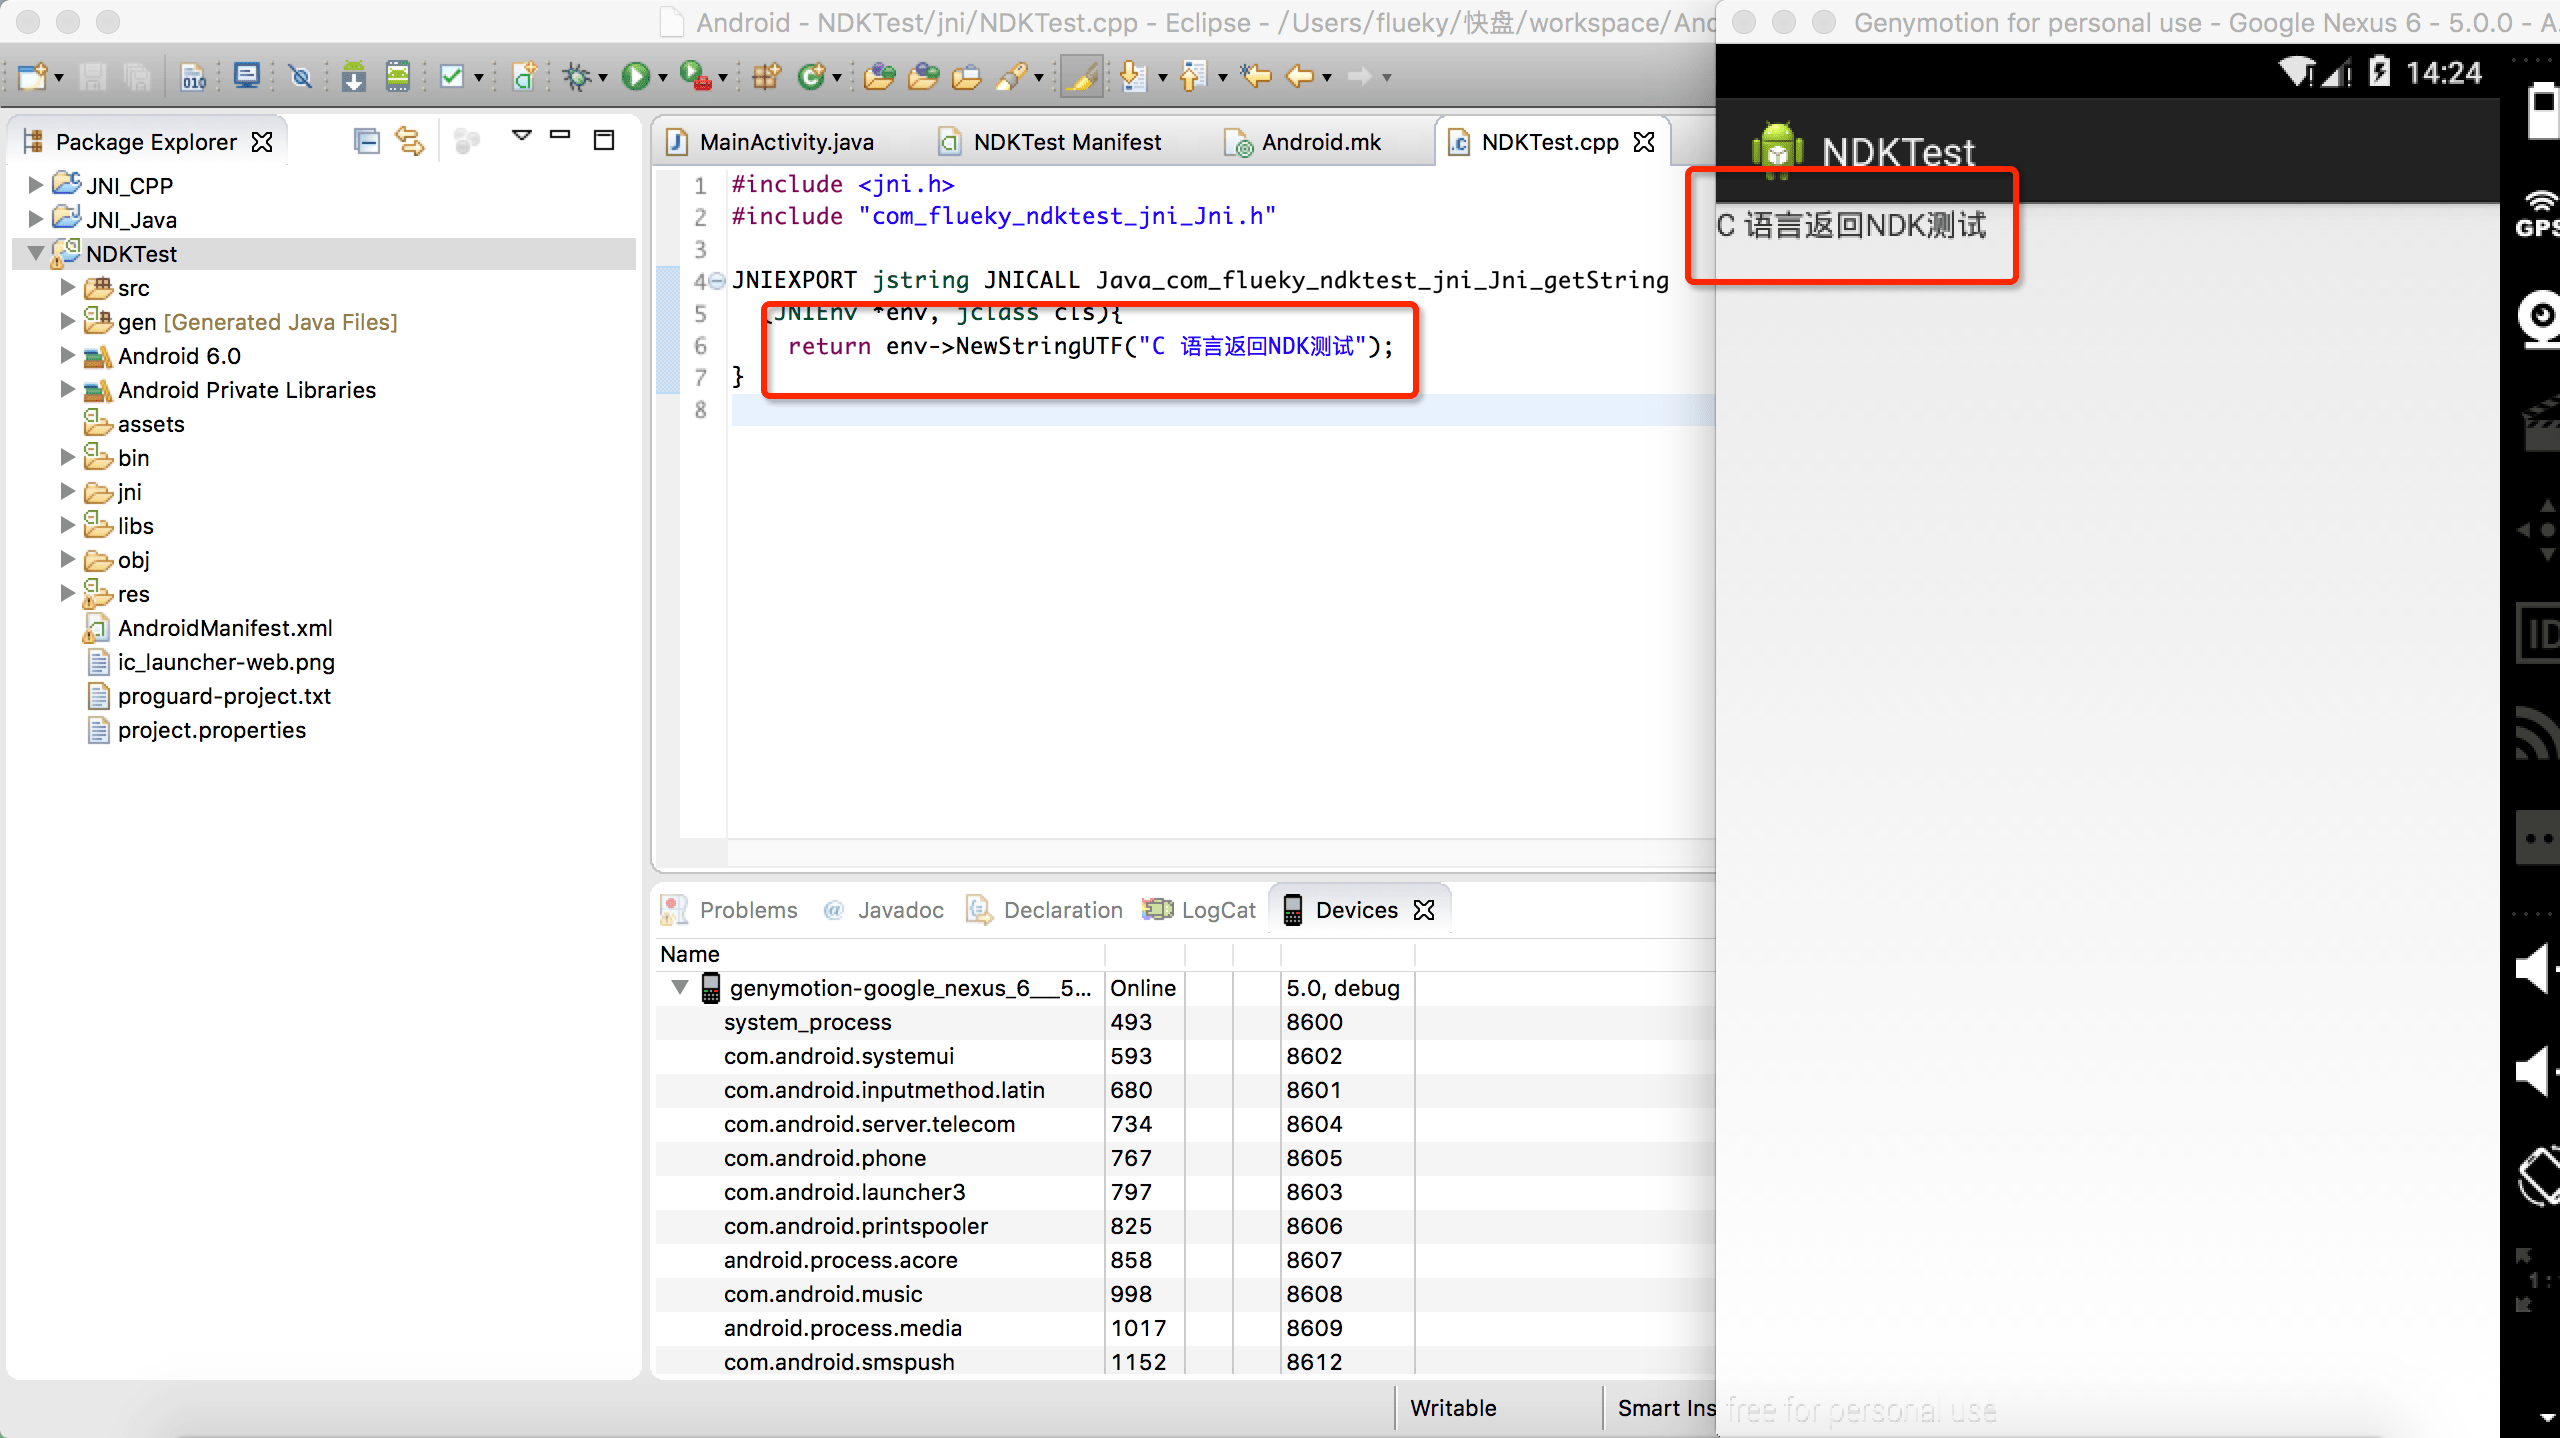 Android - NDKTest/jni/NDKTest.cpp - Eclipse - /Users/flueky/快盘/workspace/And
Genymotion for personal use - Google Nexus 6 - 5.0.0 - A
14:24
Package Explorer
MainActivity.java
NDKTest Manifest
Android.mk
NDKTest.cpp
NDKTest
C 语言返回NDK测试
GPS
ID
JNI_CPP
JNI_Java
NDKTest
src
gen [Generated Java Files]
Android 6.0
Android Private Libraries
assets
bin
jni
libs
obj
res
AndroidManifest.xml
ic_launcher-web.png
proguard-project.txt
project.properties
1 #include <jni.h>
2 #include "com_flueky_ndktest_jni_Jni.h"
3
4 JNIEXPORT jstring JNICALL Java_com_flueky_ndktest_jni_Jni_getString
5 (JNIEnv *env, jclass cls){
6 return env->NewStringUTF("C 语言返回NDK测试");
7 }
8
Problems
Javadoc
Declaration
LogCat
Devices
Name
genymotion-google_nexus_6___5... Online 5.0, debug
system_process 493 8600
com.android.systemui 593 8602
com.android.inputmethod.latin 680 8601
com.android.server.telecom 734 8604
com.android.phone 767 8605
com.android.launcher3 797 8603
com.android.printspooler 825 8606
android.process.acore 858 8607
com.android.music 998 8608
android.process.media 1017 8609
com.android.smspush 1152 8612
Writable
Smart Ins
free for personal use